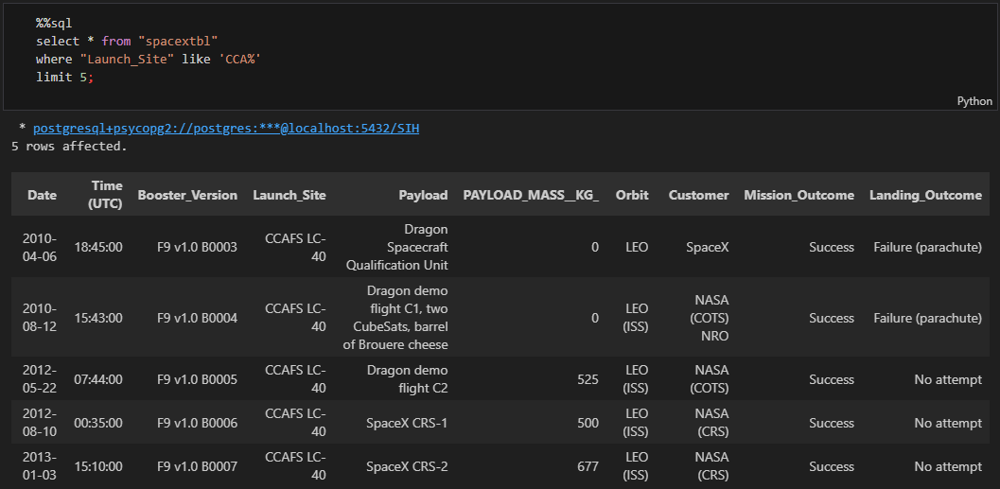 %%sql
select * from "spacextbl"
where "Launch_Site" like 'CCA%'
limit 5;
Python
* postgresql+psycopg2://postgres:***@localhost:5432/SIH
5 rows affected.
Date Time (UTC) Booster_Version Launch_Site Payload PAYLOAD_MASS__KG_ Orbit Customer Mission_Outcome Landing_Outcome
2010-04-06 18:45:00 F9 v1.0 B0003 CCAFS LC-40 Dragon Spacecraft Qualification Unit 0 LEO SpaceX Success Failure (parachute)
2010-08-12 15:43:00 F9 v1.0 B0004 CCAFS LC-40 Dragon demo flight C1, two CubeSats, barrel of Brouere cheese 0 LEO (ISS) NASA (COTS) NRO Success Failure (parachute)
2012-05-22 07:44:00 F9 v1.0 B0005 CCAFS LC-40 Dragon demo flight C2 525 LEO (ISS) NASA (COTS) Success No attempt
2012-08-10 00:35:00 F9 v1.0 B0006 CCAFS LC-40 SpaceX CRS-1 500 LEO (ISS) NASA (CRS) Success No attempt
2013-01-03 15:10:00 F9 v1.0 B0007 CCAFS LC-40 SpaceX CRS-2 677 LEO (ISS) NASA (CRS) Success No attempt